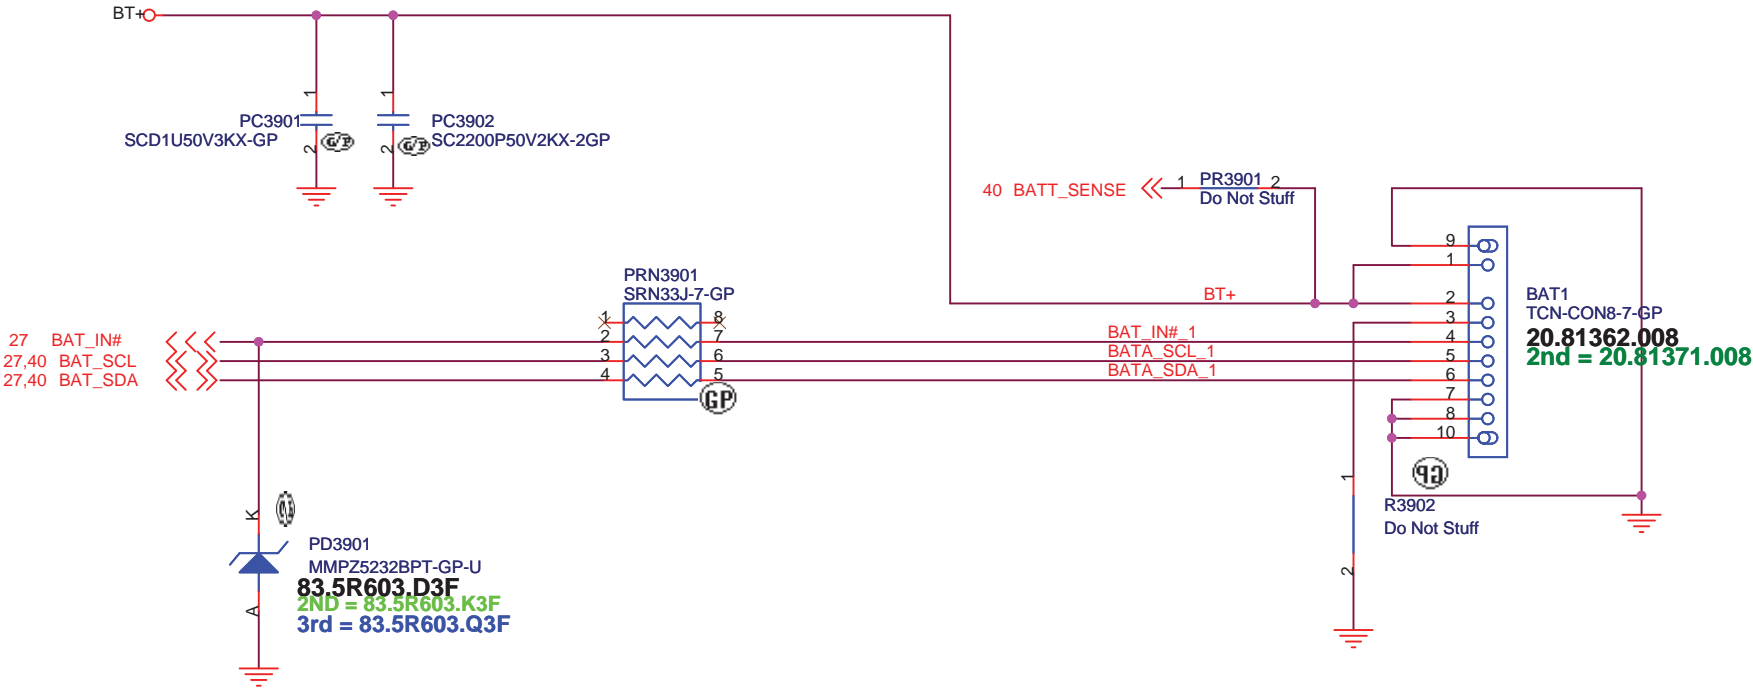 BT+
1
1
PC3901
SCD1U50V3KX-GP
PC3902
SC2200P50V2KX-2GP
2
G/P
2
G/P
40 BATT_SENSE
1
PR3901
2
Do Not Stuff
9
1
PRN3901
SRN33J-7-GP
BT+
2
BAT1
TCN-CON8-7-GP
20.81362.008
2nd = 20.81371.008
1
8
3
27 BAT_IN#
2
7
BAT_IN#_1
4
27,40 BAT_SCL
3
6
BATA_SCL_1
5
27,40 BAT_SDA
4
5
BATA_SDA_1
6
GP
7
8
10
GP
1
R3902
Do Not Stuff
2
K
PD3901
MMPZ5232BPT-GP-U
83.5R603.D3F
2ND = 83.5R603.K3F
3rd = 83.5R603.Q3F
A